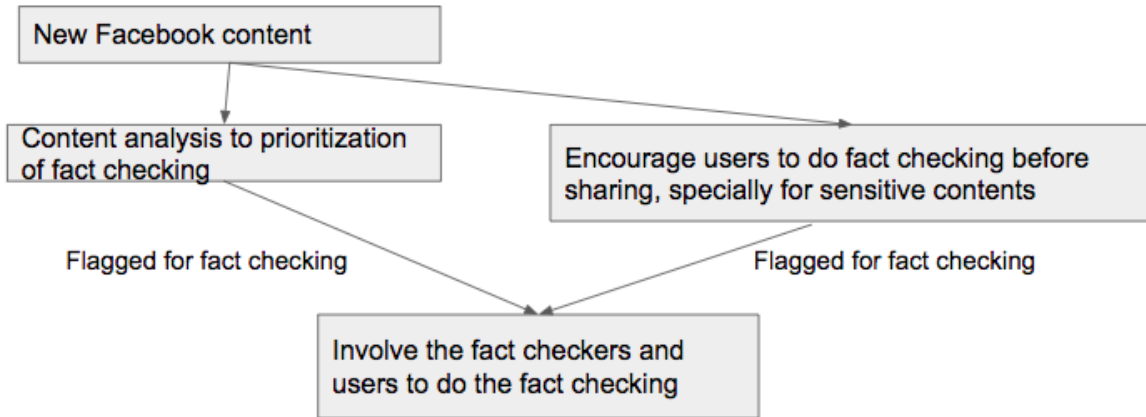 New Facebook content
Content analysis to prioritization
of fact checking
Encourage users to do fact checking before
sharing, specially for sensitive contents
Flagged for fact checking
Flagged for fact checking
Involve the fact checkers and
users to do the fact checking